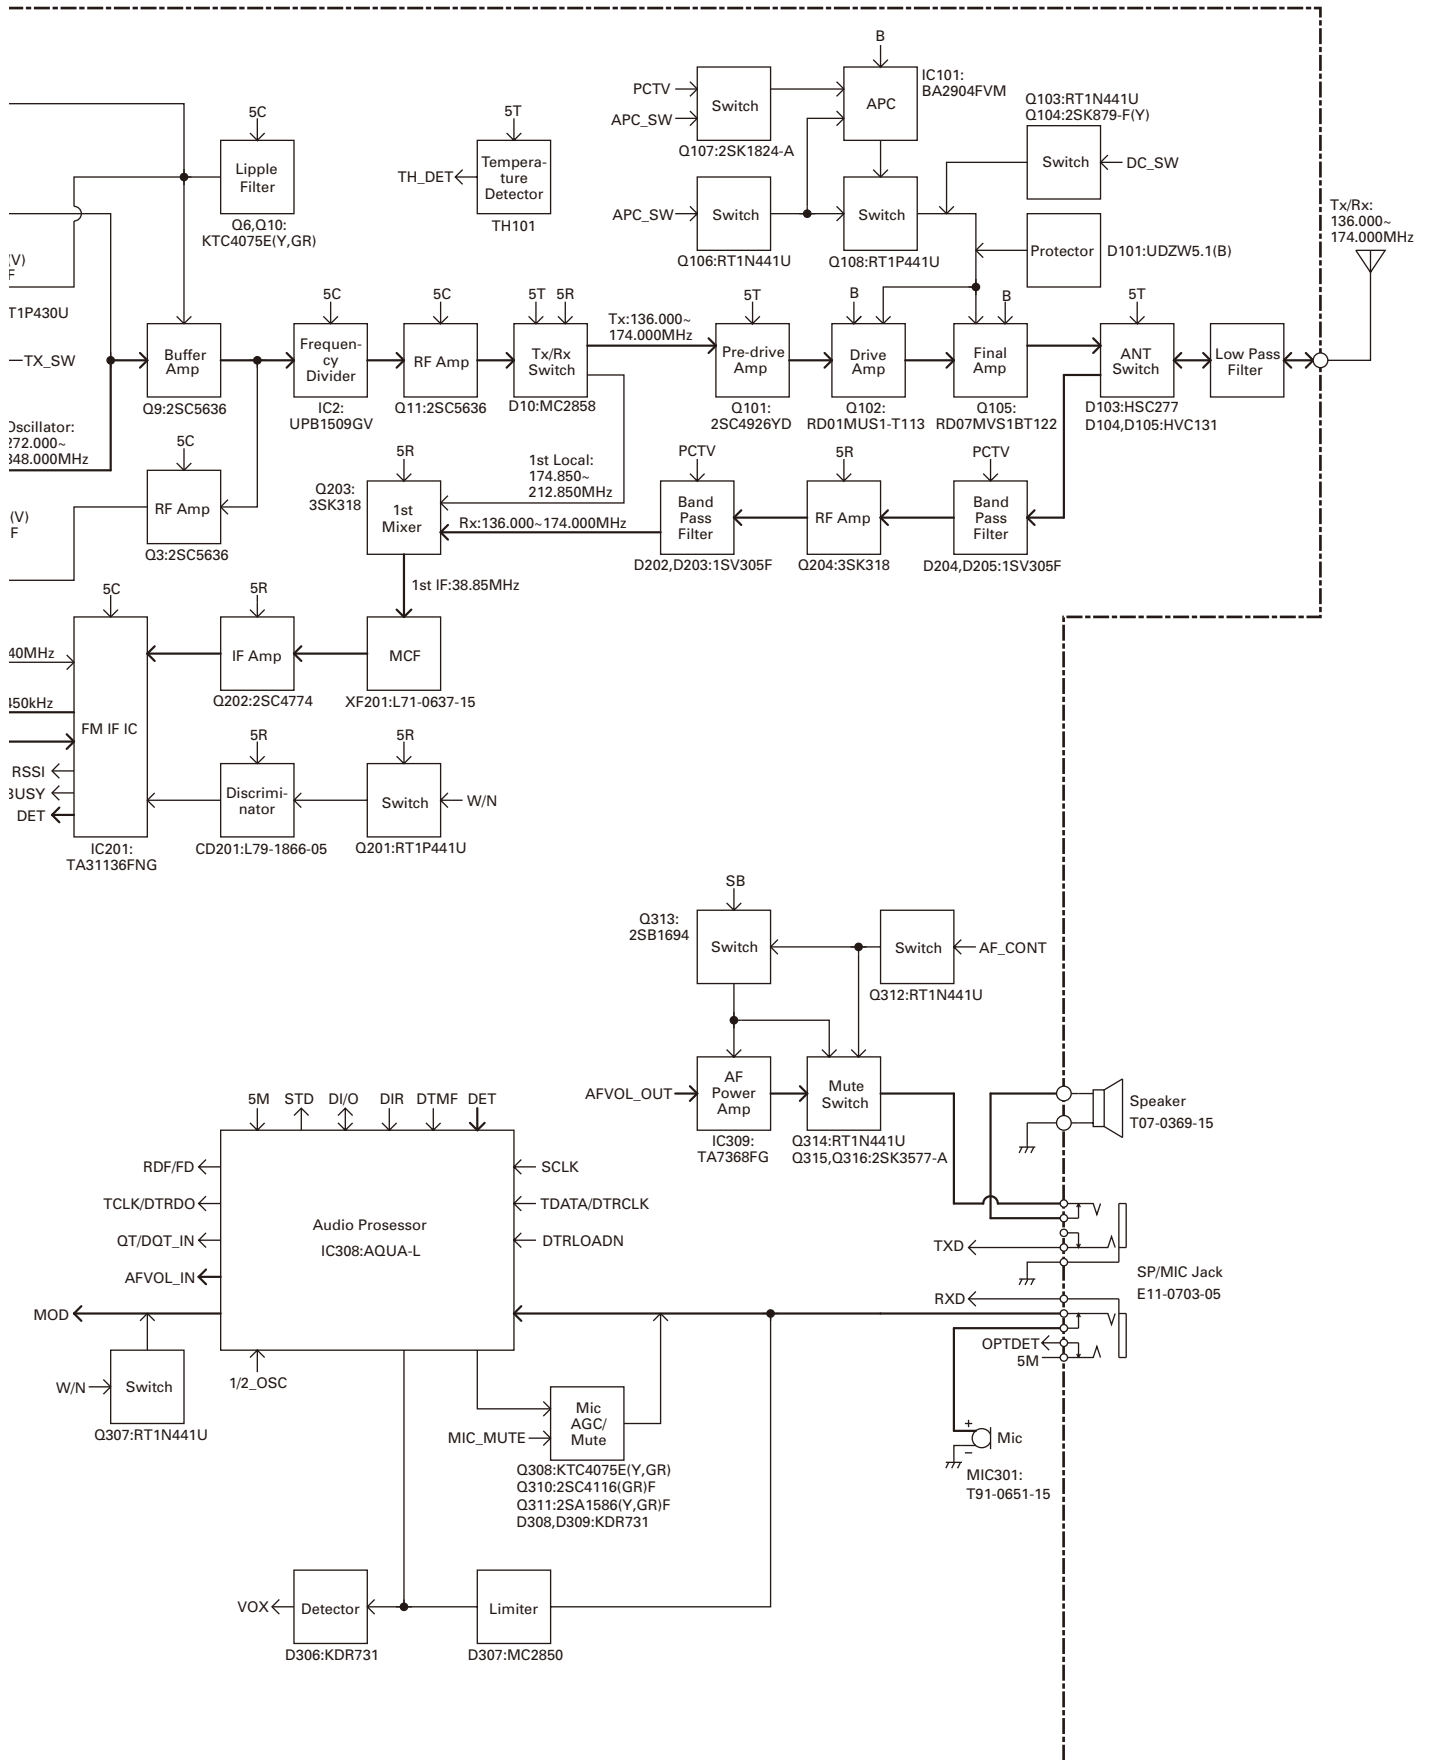 B
IC101:
BA2904FVM
PCTV
APC_SW
Switch
APC
Q103:RT1N441U
Q104:2SK879-F(Y)
Q107:2SK1824-A
Switch
DC_SW
5C
Lipple
Filter
Q6,Q10:
KTC4075E(Y,GR)
5T
TH_DET
Tempera-
ture
Detector
TH101
APC_SW
Switch
Switch
Q106:RT1N441U
Q108:RT1P441U
Protector
D101:UDZW5.1(B)
Tx/Rx:
136.000~
174.000MHz
(V)
F
T1P430U
TX_SW
Buffer
Amp
Q9:2SC5636
5C
Frequen-
cy
Divider
IC2:
UPB1509GV
5C
RF Amp
Q11:2SC5636
5T
5R
Tx/Rx
Switch
D10:MC2858
Tx:136.000~
174.000MHz
5T
Pre-drive
Amp
Q101:
2SC4926YD
B
Drive
Amp
Q102:
RD01MUS1-T113
B
Final
Amp
Q105:
RD07MVS1BT122
5T
ANT
Switch
D103:HSC277
D104,D105:HVC131
Low Pass
Filter
Oscillator:
272.000~
348.000MHz
5C
RF Amp
Q3:2SC5636
(V)
F
5R
Q203:
3SK318
1st
Mixer
1st Local:
174.850~
212.850MHz
Rx:136.000~174.000MHz
PCTV
Band
Pass
Filter
D202,D203:1SV305F
5R
RF Amp
Q204:3SK318
PCTV
Band
Pass
Filter
D204,D205:1SV305F
1st IF:38.85MHz
5C
5R
40MHz
450kHz
FM IF IC
RSSI
BUSY
DET
IC201:
TA31136FNG
IF Amp
Q202:2SC4774
MCF
XF201:L71-0637-15
5R
Discrimi-
nator
CD201:L79-1866-05
5R
Switch
W/N
Q201:RT1P441U
SB
Q313:
2SB1694
Switch
Switch
AF_CONT
Q312:RT1N441U
AFVOL_OUT
AF
Power
Amp
IC309:
TA7368FG
Mute
Switch
Q314:RT1N441U
Q315,Q316:2SK3577-A
Speaker
T07-0369-15
5M
STD
DI/O
DIR
DTMF
DET
RDF/FD
TCLK/DTRDO
QT/DQT_IN
AFVOL_IN
MOD
Audio Prosessor
IC308:AQUA-L
SCLK
TDATA/DTRCLK
DTRLOADN
TXD
SP/MIC Jack
E11-0703-05
RXD
OPTDET
5M
W/N
Switch
Q307:RT1N441U
1/2_OSC
MIC_MUTE
Mic
AGC/
Mute
Q308:KTC4075E(Y,GR)
Q310:2SC4116(GR)F
Q311:2SA1586(Y,GR)F
D308,D309:KDR731
+
Mic
−
MIC301:
T91-0651-15
VOX
Detector
D306:KDR731
Limiter
D307:MC2850